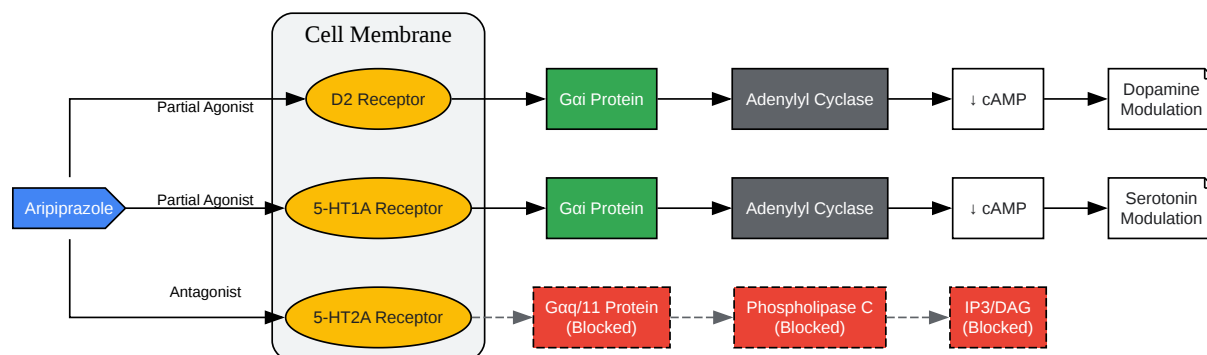 Cell Membrane
Partial Agonist
D2 Receptor
Gαi Protein
Adenylyl Cyclase
↓ cAMP
Dopamine
Modulation
Aripiprazole
Partial Agonist
5-HT1A Receptor
Gαi Protein
Adenylyl Cyclase
↓ cAMP
Serotonin
Modulation
Antagonist
5-HT2A Receptor
Gαq/11 Protein
(Blocked)
Phospholipase C
(Blocked)
IP3/DAG
(Blocked)